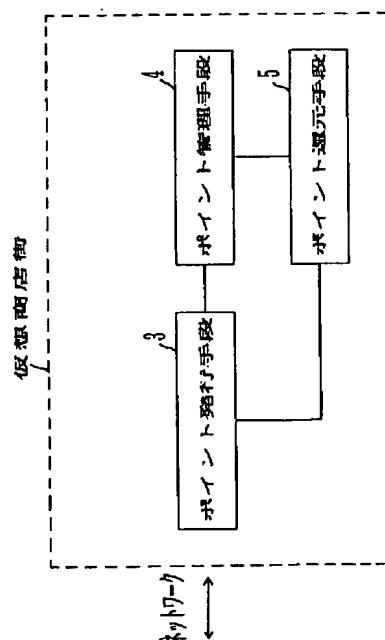 仮想商店街
ネットワーク
3
ポイント発行手段
4
ポイント管理手段
5
ポイント還元手段